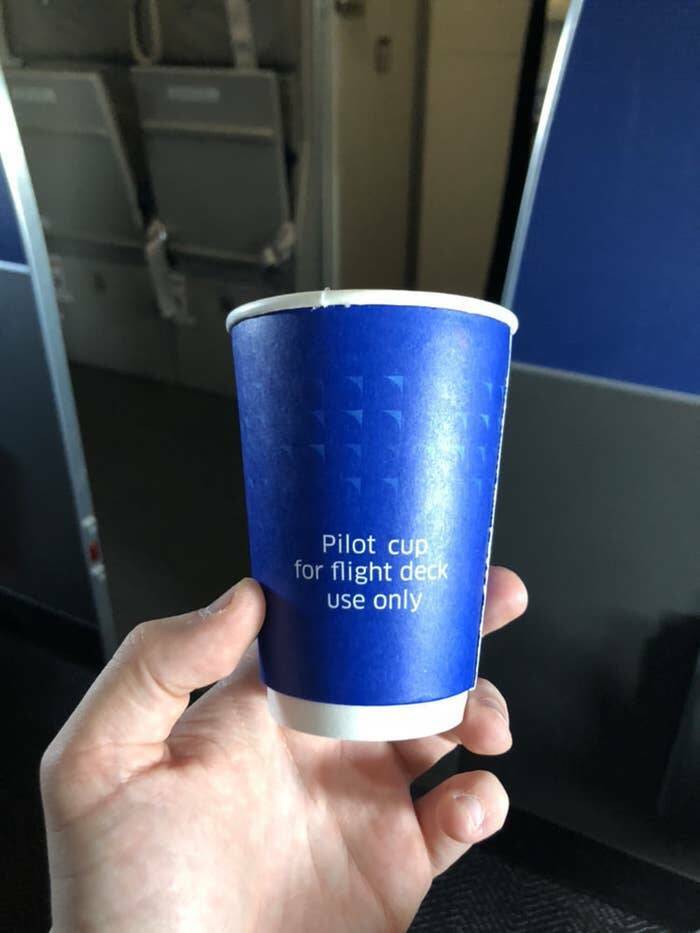 Pilot cup
for flight deck
use only